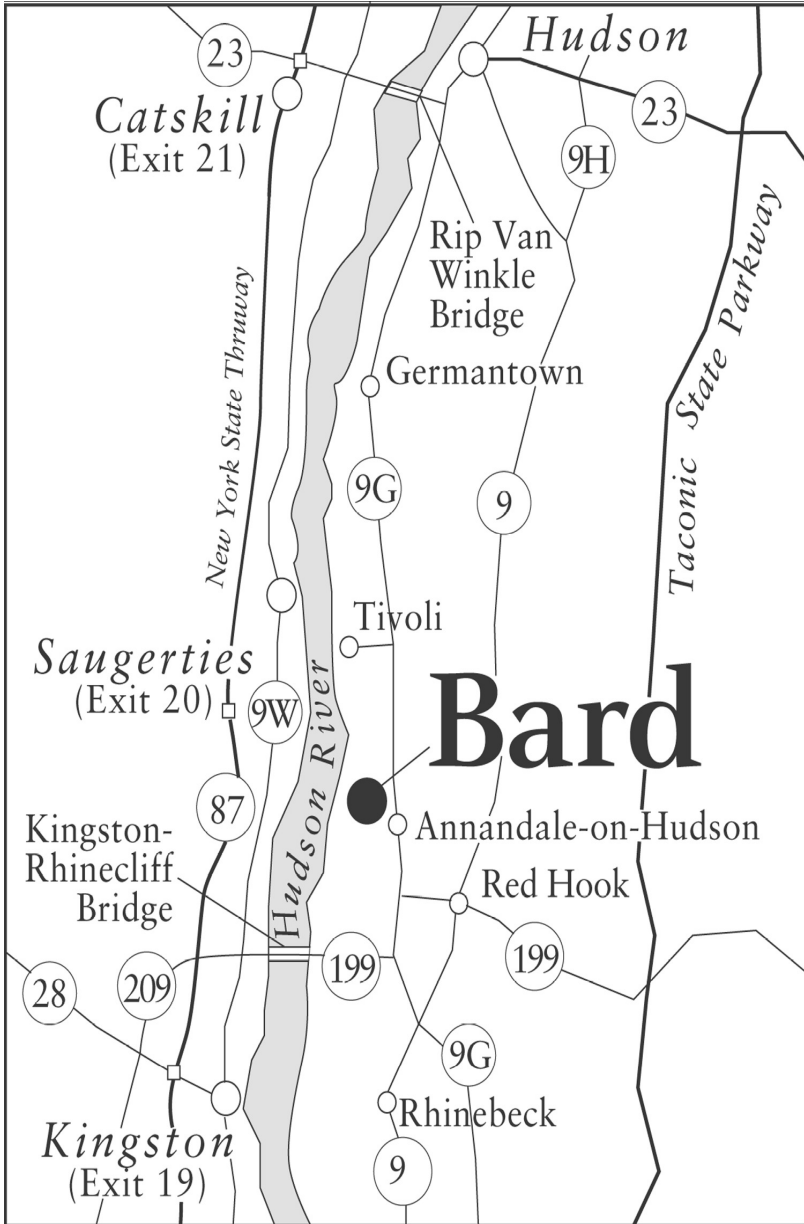 Hudson
23
Catskill
(Exit 21)
23
9H
Rip Van
Winkle
Bridge
New York State Thruway
Taconic State Parkway
Germantown
9G
9
Tivoli
Saugerties
(Exit 20)
9W
Hudson River
Bard
87
Kingston-
Rhinecliff
Bridge
Annandale-on-Hudson
Red Hook
199
199
28
209
9G
Rhinebeck
Kingston
(Exit 19)
9